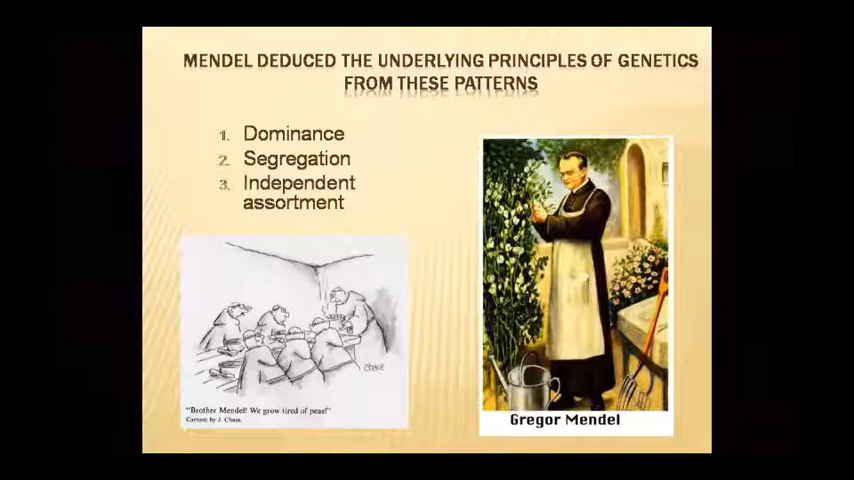 MENDEL DEDUCED THE UNDERLYING PRINCIPLES OF GENETICS
FROM THESE PATTERNS
1. Dominance
2. Segregation
3. Independent
assortment
CHASE
"Brother Mendel! We grow tired of peas!"
Cartoon by J. Chase.
Gregor Mendel